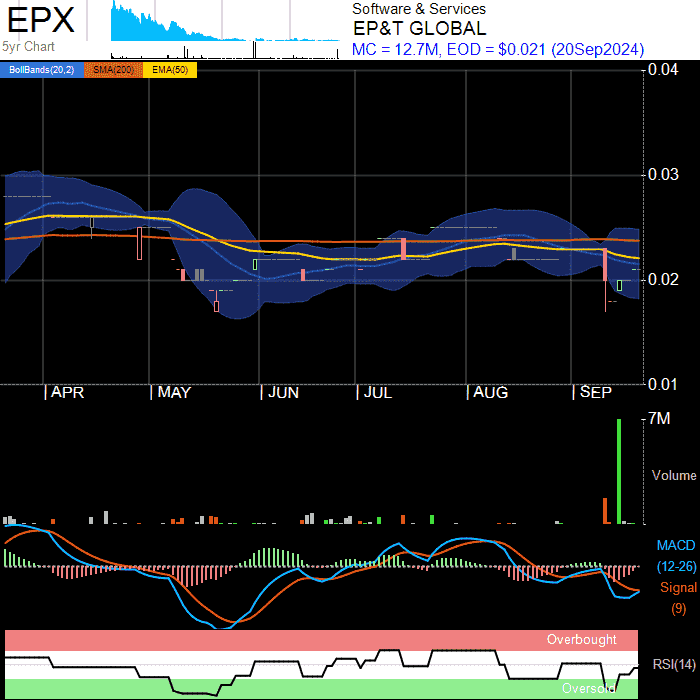 EPX
5yr Chart
Software & Services
EP&T GLOBAL
MC = 12.7M, EOD = $0.021 (20Sep2024)
BollBands(20,2) SMA(200) EMA(50)
0.04
0.03
0.02
0.01
APR MAY JUN JUL AUG SEP
7M
Volume
MACD
(12-26)
Signal
(9)
Overbought
RSI(14)
Oversold